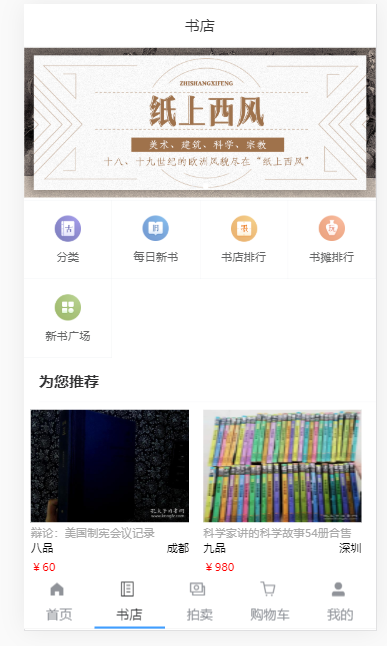 书店
ZHISHANGXIFENG
纸上西风
美术、建筑、科学、宗教
十八、十九世纪的欧洲风貌尽在“纸上西风”
分类
每日新书
书店排行
书摊排行
新书广场
为您推荐
辩论：美国制宪会议记录
科学家讲的科学故事54册合售
八品 成都
九品 深圳
￥60
￥980
首页 书店 拍卖 购物车 我的